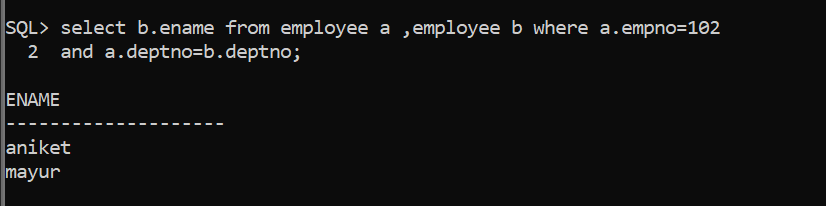 SQL> select b.ename from employee a ,employee b where a.empno=102
  2  and a.deptno=b.deptno;
ENAME
--------------------
aniket
mayur